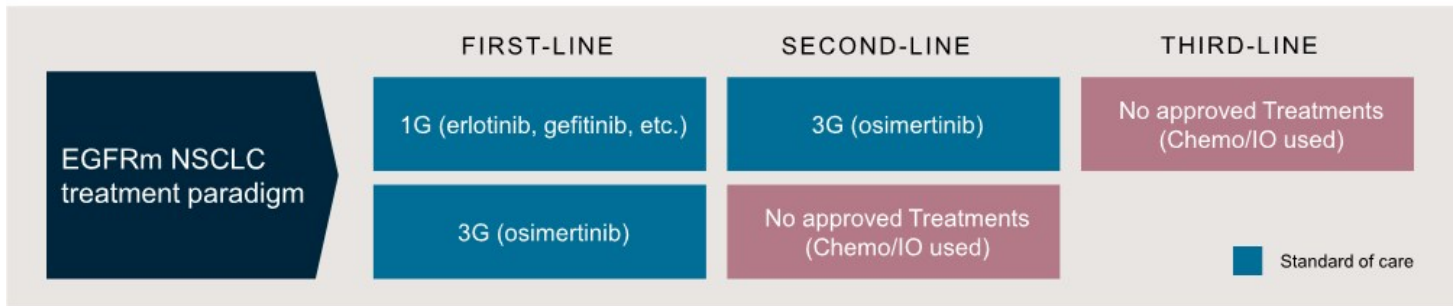 FIRST-LINE
SECOND-LINE
THIRD-LINE
EGFRm NSCLC
treatment paradigm
1G (erlotinib, gefitinib, etc.)
3G (osimertinib)
No approved Treatments
(Chemo/IO used)
3G (osimertinib)
No approved Treatments
(Chemo/IO used)
Standard of care